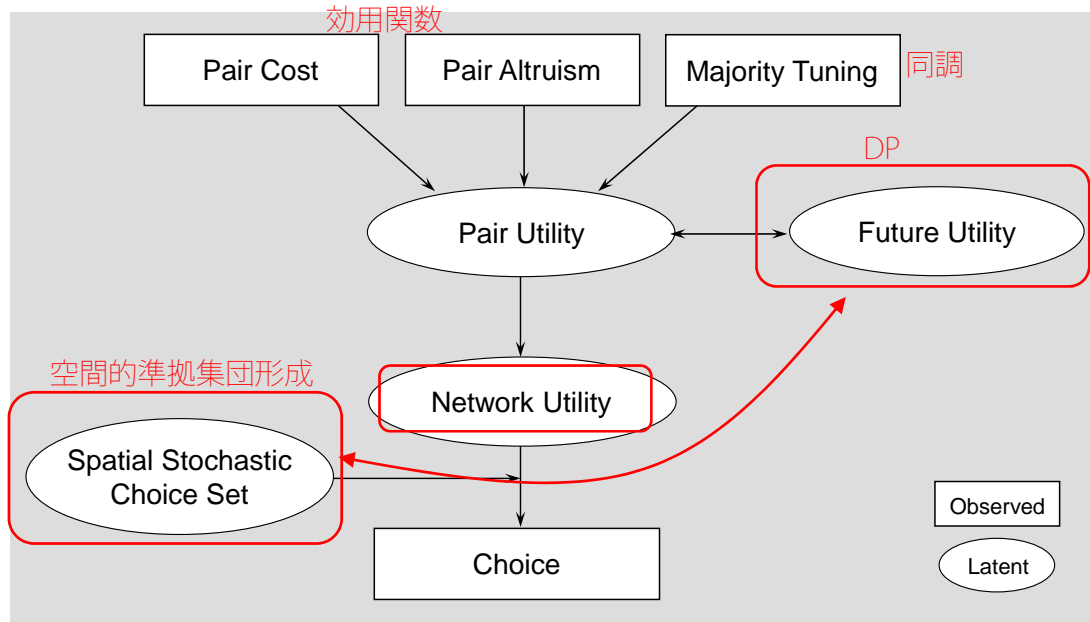 効用関数
Pair Cost
Pair Altruism
Majority Tuning
同調
DP
Pair Utility
Future Utility
空間的準拠集団形成
Network Utility
Spatial Stochastic
Choice Set
Observed
Choice
Latent